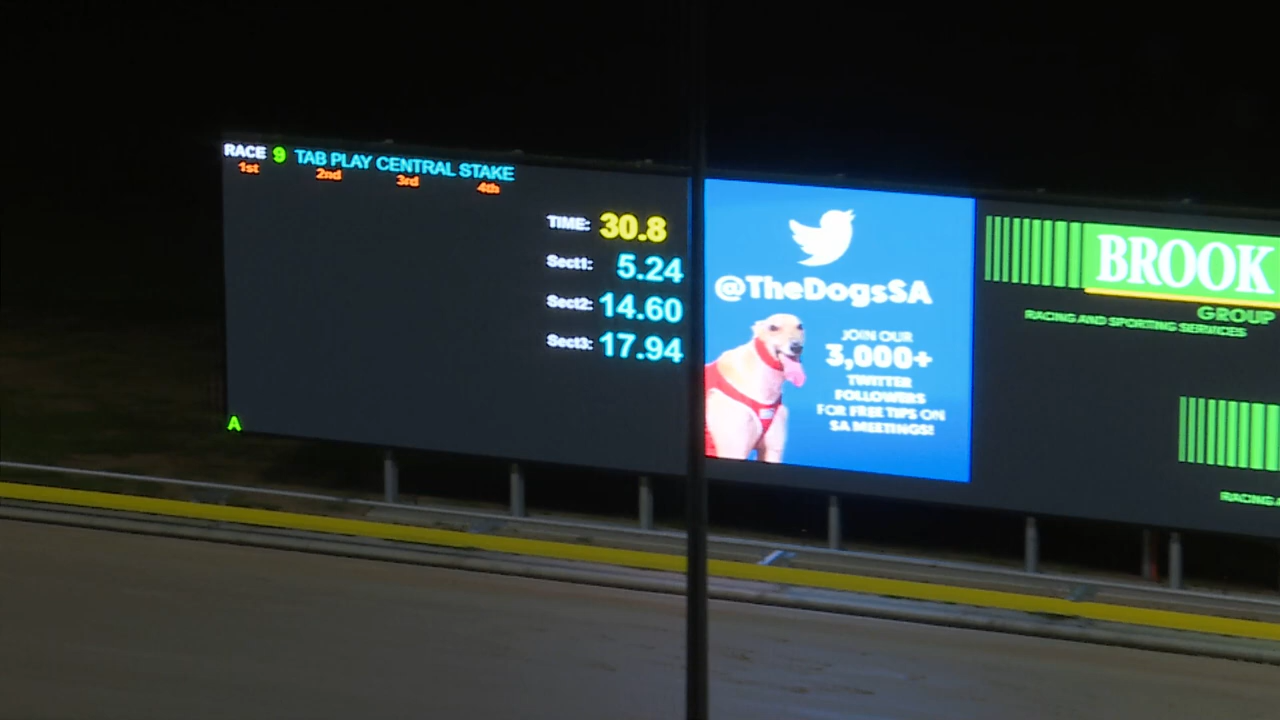 RACE 9 TAB PLAY CENTRAL STAKE
1st 2nd 3rd 4th
TIME: 30.8
Sect1: 5.24
Sect2: 14.60
Sect3: 17.94
A
@TheDogsSA
JOIN OUR
3,000+
TWITTER
FOLLOWERS
FOR FREE TIPS ON
SA MEETINGS!
BROOK
GROUP
RACING AND SPORTING SERVICES
RACING